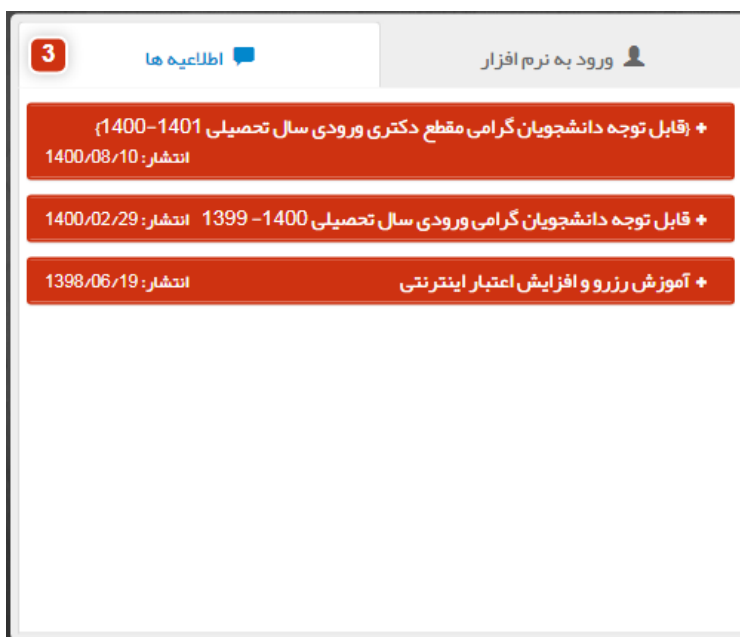 ورود به نرم افزار
اطلاعیه ها
3
+ {قابل توجه دانشجویان گرامی مقطع دکتری ورودی سال تحصیلی 1401-1400}
انتشار: 1400/08/10
+ قابل توجه دانشجویان گرامی ورودی سال تحصیلی 1400- 1399 انتشار: 1400/02/29
+ آموزش رزرو و افزایش اعتبار اینترنتی انتشار: 1398/06/19